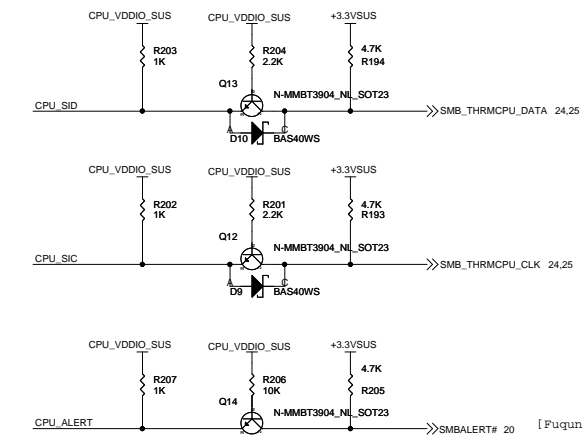 CPU_VDDIO_SUS CPU_VDDIO_SUS +3.3VSUS
R203 R204 4.7K
1K 2.2K R194
Q13
N-MMBT3904_NL_SOT23
CPU_SID
SMB_THRMCPU_DATA 24,25
A C
D10 BAS40WS
CPU_VDDIO_SUS CPU_VDDIO_SUS +3.3VSUS
R202 R201 4.7K
1K 2.2K R193
Q12
N-MMBT3904_NL_SOT23
CPU_SIC
SMB_THRMCPU_CLK 24,25
A C
D9 BAS40WS
CPU_VDDIO_SUS CPU_VDDIO_SUS +3.3VSUS
4.7K
R207 R206
1K 10K R205
Q14
N-MMBT3904_NL_SOT23
CPU_ALERT
SMBALERT# 20 [Fuqun